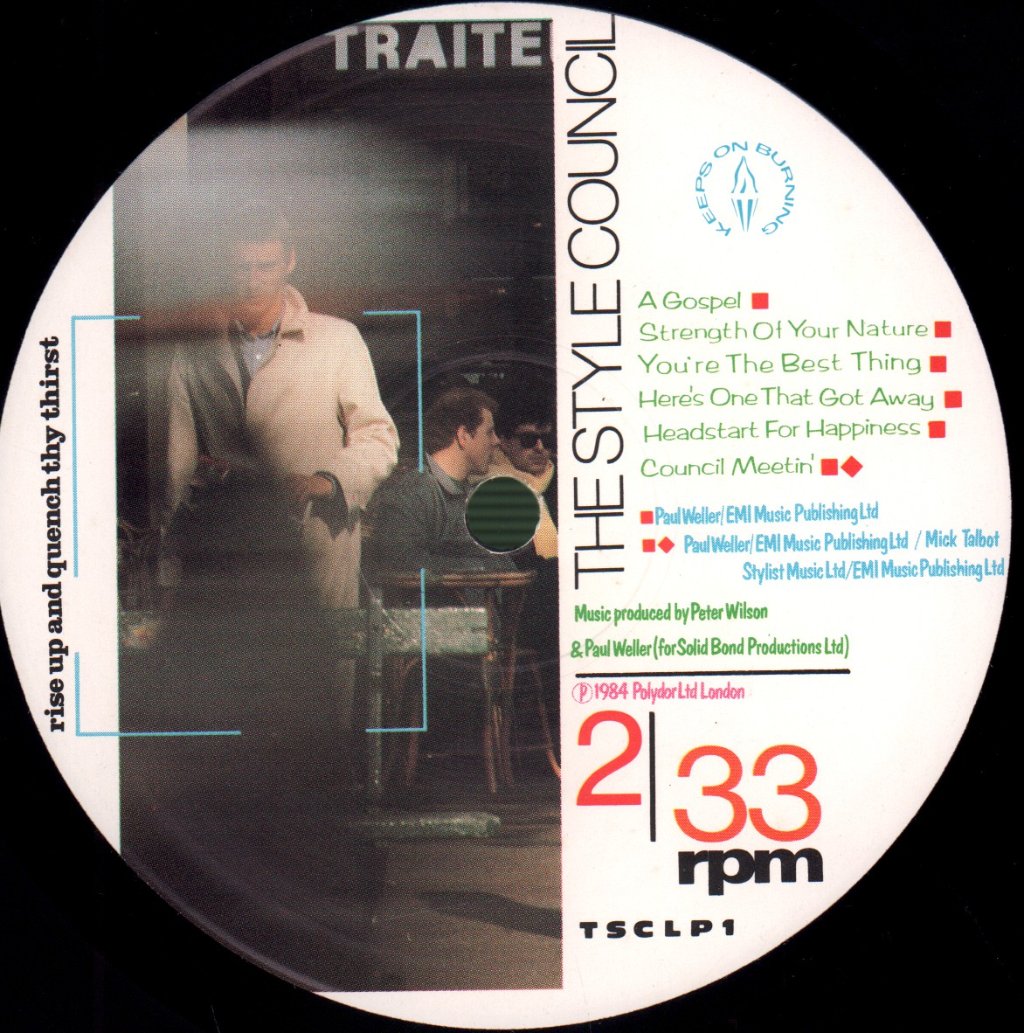 TRAITE
THE STYLE COUNCIL
KEEPS ON BURNING
rise up and quench thy thirst
A Gospel
Strength Of Your Nature
You're The Best Thing
Here's One That Got Away
Headstart For Happiness
Council Meetin'
Paul Weller/EMI Music Publishing Ltd
Paul Weller/EMI Music Publishing Ltd / Mick Talbot
Stylist Music Ltd/EMI Music Publishing Ltd
Music produced by Peter Wilson
& Paul Weller (for Solid Bond Productions Ltd)
℗ 1984 Polydor Ltd London
2 33
rpm
TSCLP1